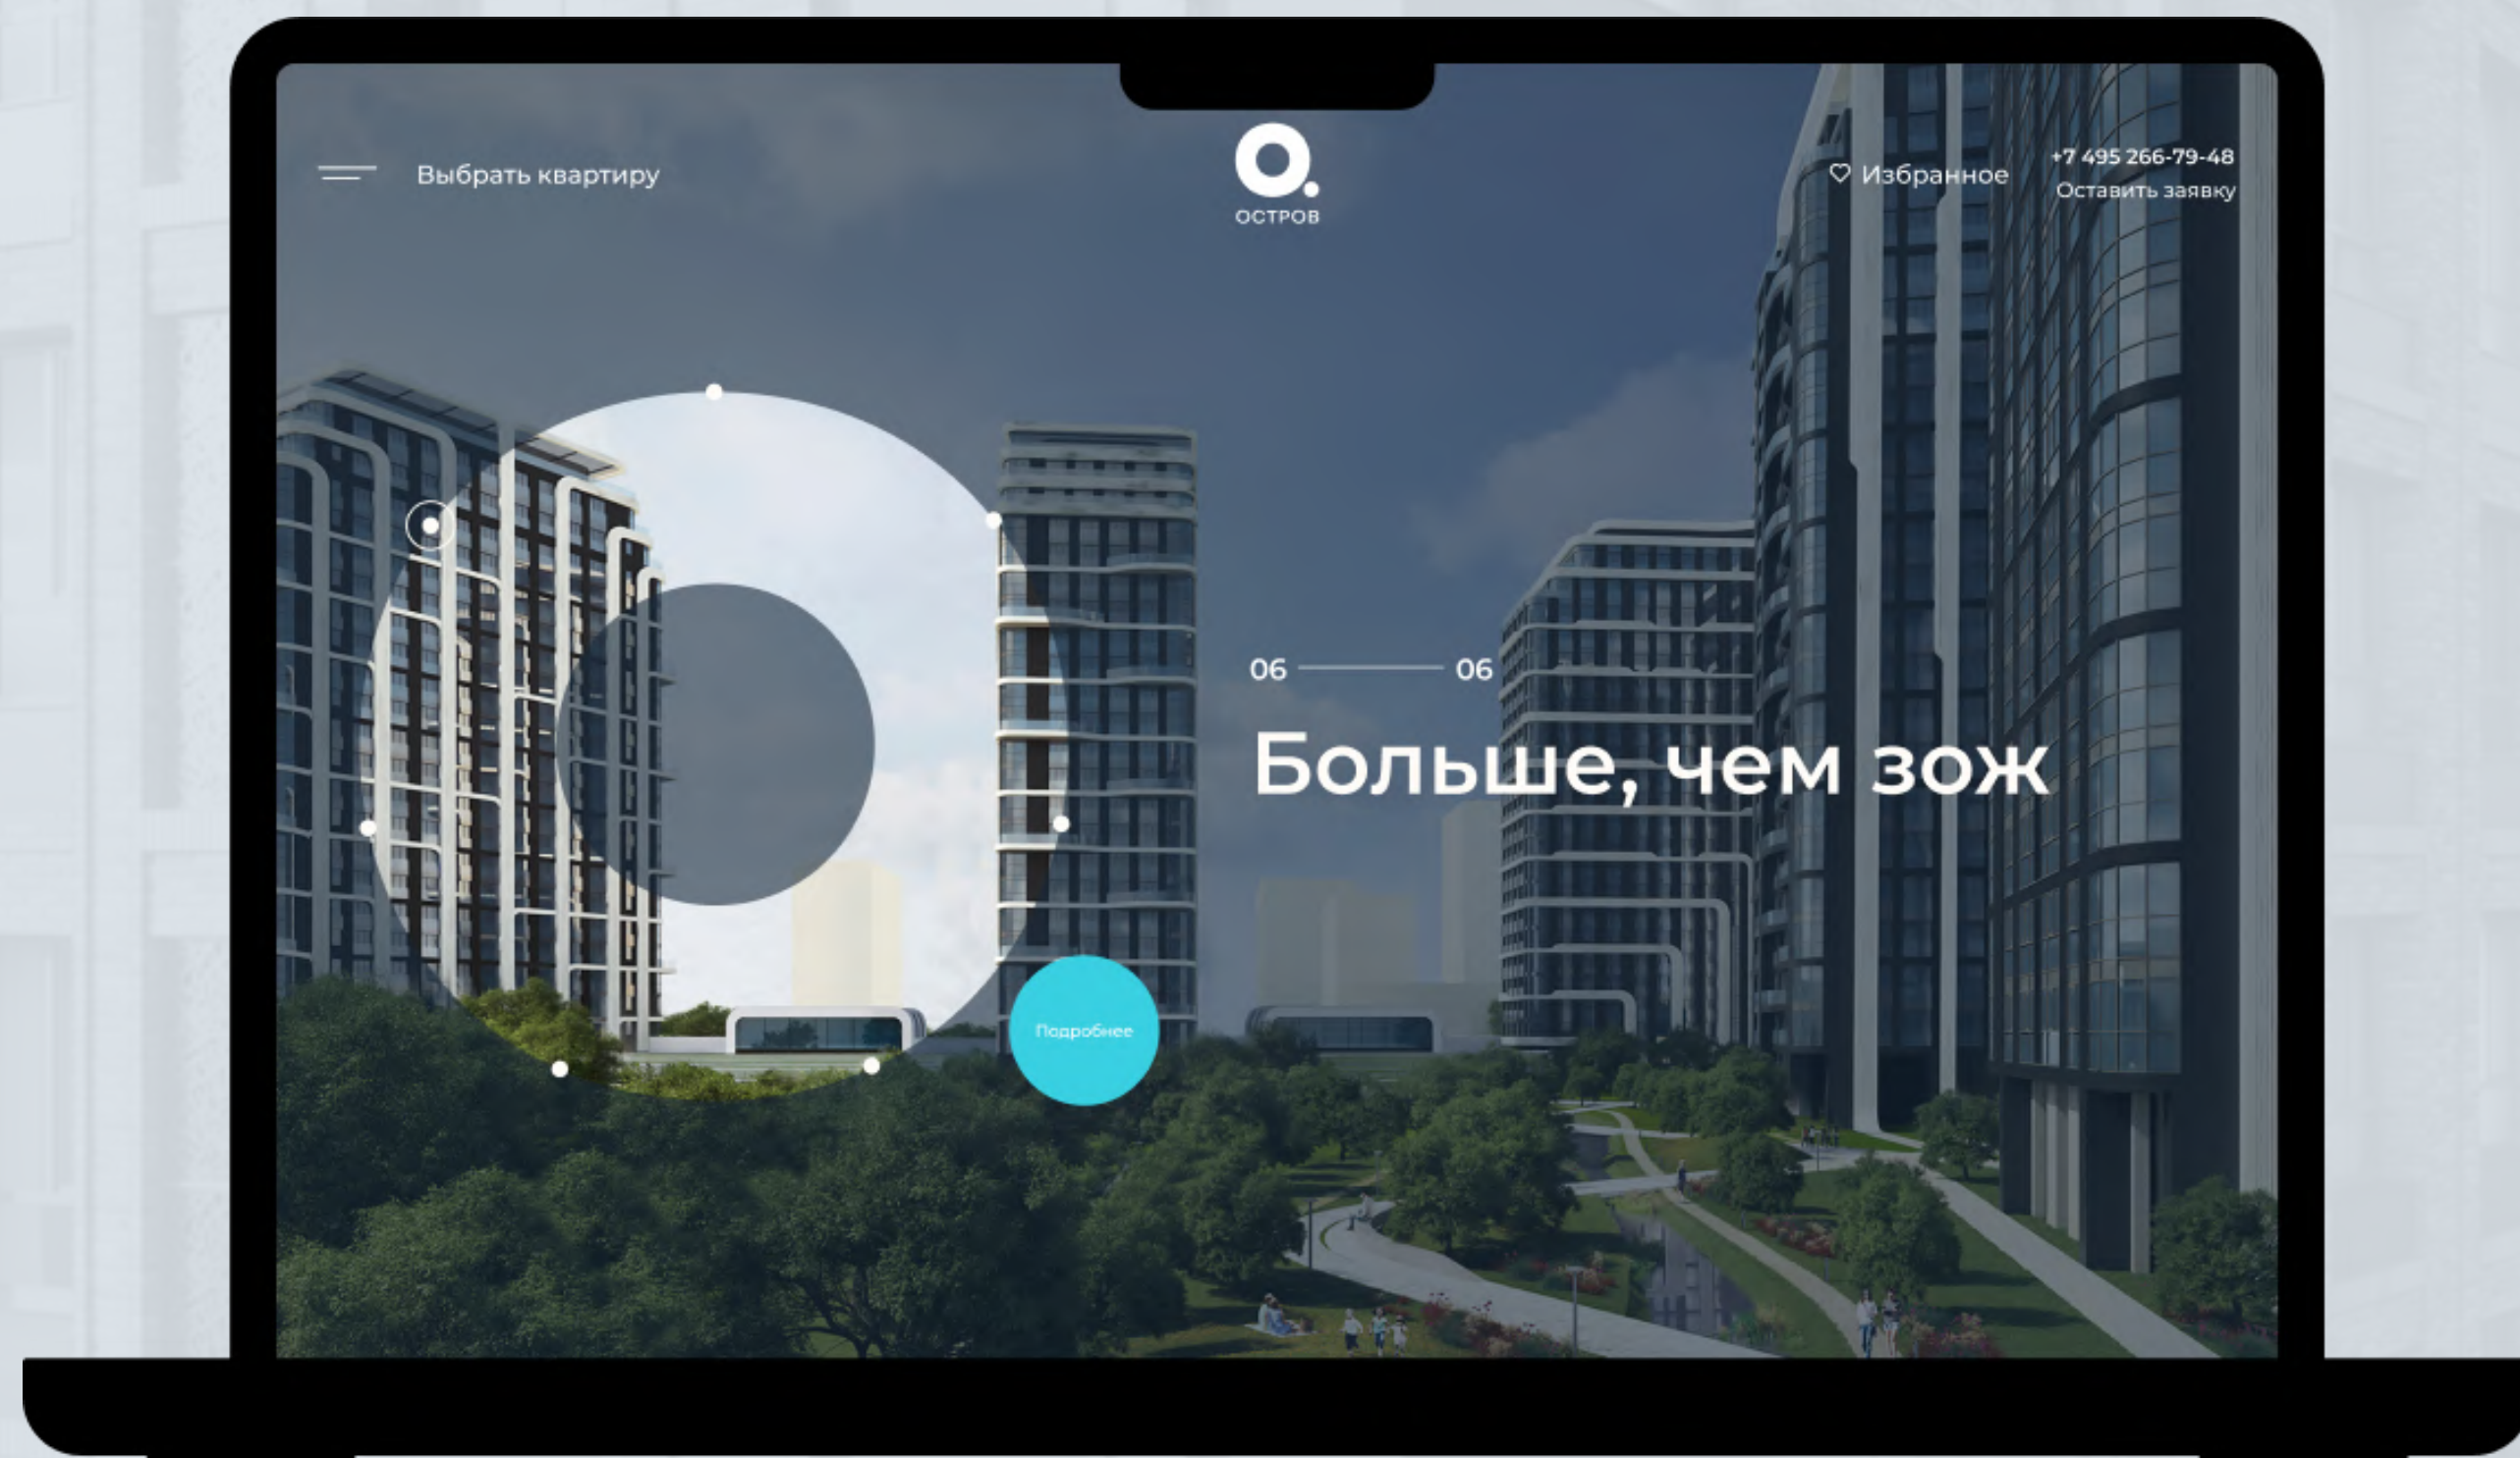 Выбрать квартиру
ОСТРОВ
Избранное
+7 495 266-79-48
Оставить заявку
06 06
Больше, чем зож
Подробнее